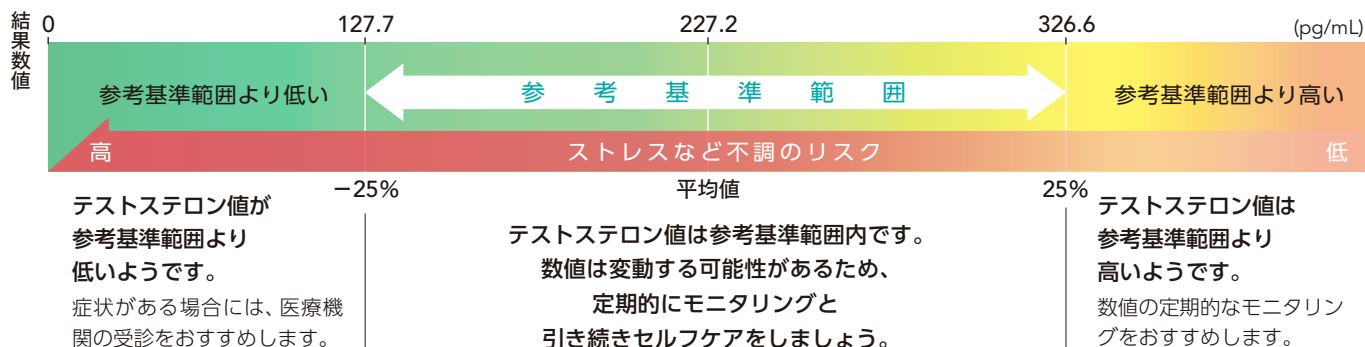 結果数値
0 127.7 227.2 326.6 (pg/mL)
参考基準範囲より低い 参考基準範囲 参考基準範囲より高い
高 ストレスなど不調のリスク 低
−25% 平均値 25%
テストステロン値が
参考基準範囲より
低いようです。
症状がある場合には、医療機
関の受診をおすすめします。
テストステロン値は参考基準範囲内です。
数値は変動する可能性があるため、
定期的にモニタリングと
引き続きセルフケアをしましょう。
テストステロン値は
参考基準範囲より
高いようです。
数値の定期的なモニタリン
グをおすすめします。